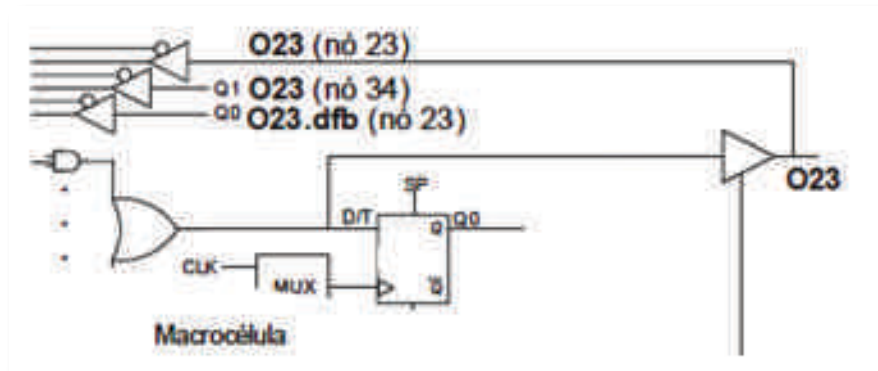 O23 (nó 23)
Q1 O23 (nó 34)
Q0 O23.dfb (nó 23)
O23
SP
D/T Q Q0
CLK
MUX Q
Macrocélula